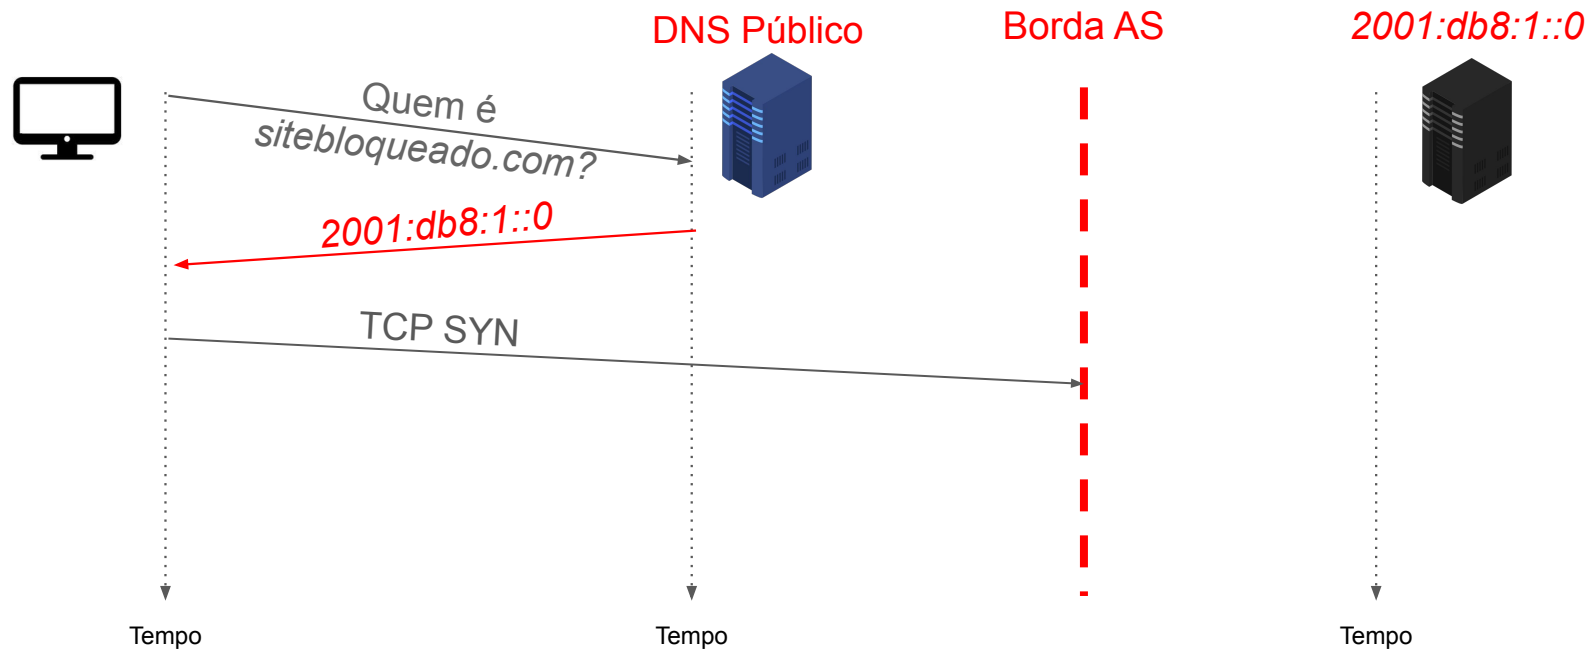 DNS Público
Borda AS
2001:db8:1::0
Quem é
sitebloqueado.com?
2001:db8:1::0
TCP SYN
Tempo
Tempo
Tempo